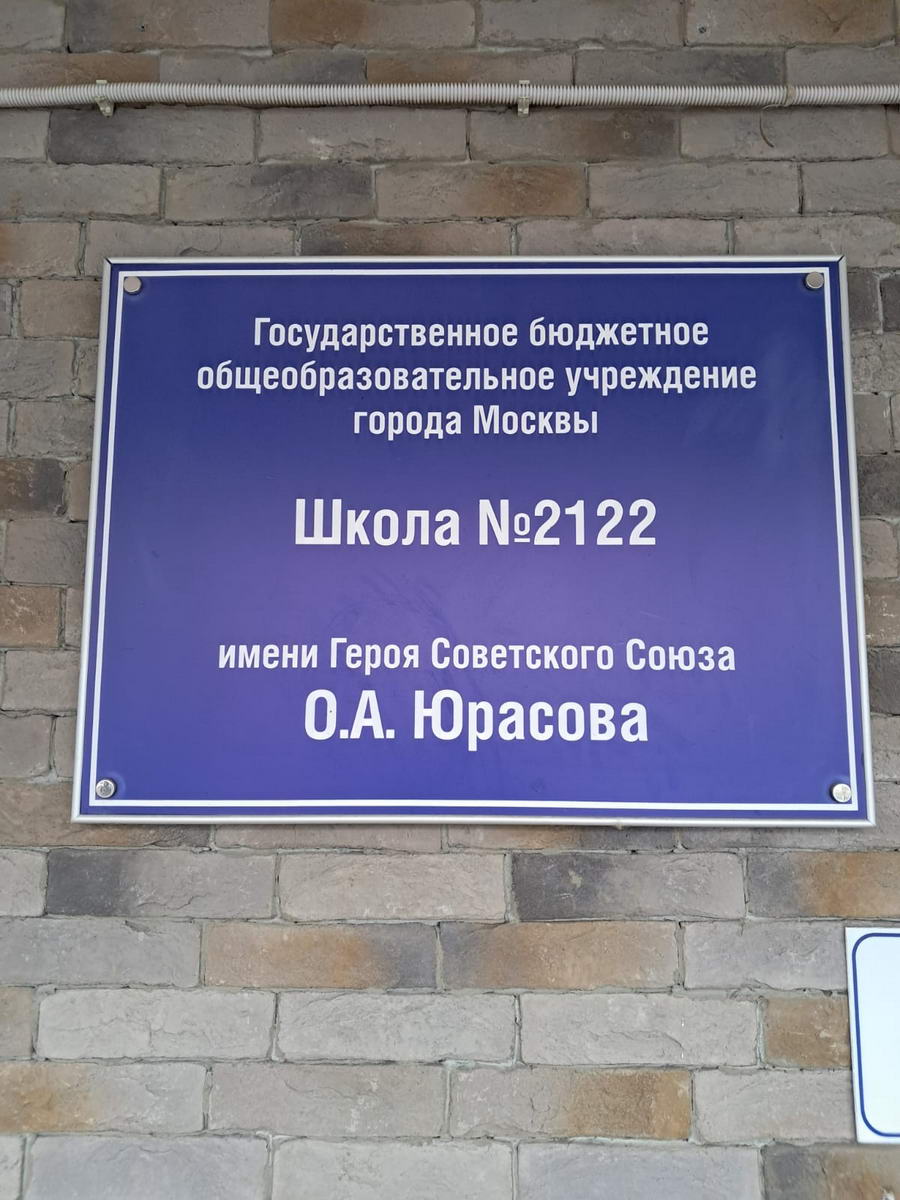 Государственное бюджетное
общеобразовательное учреждение
города Москвы
Школа №2122
имени Героя Советского Союза
О.А. Юрасова